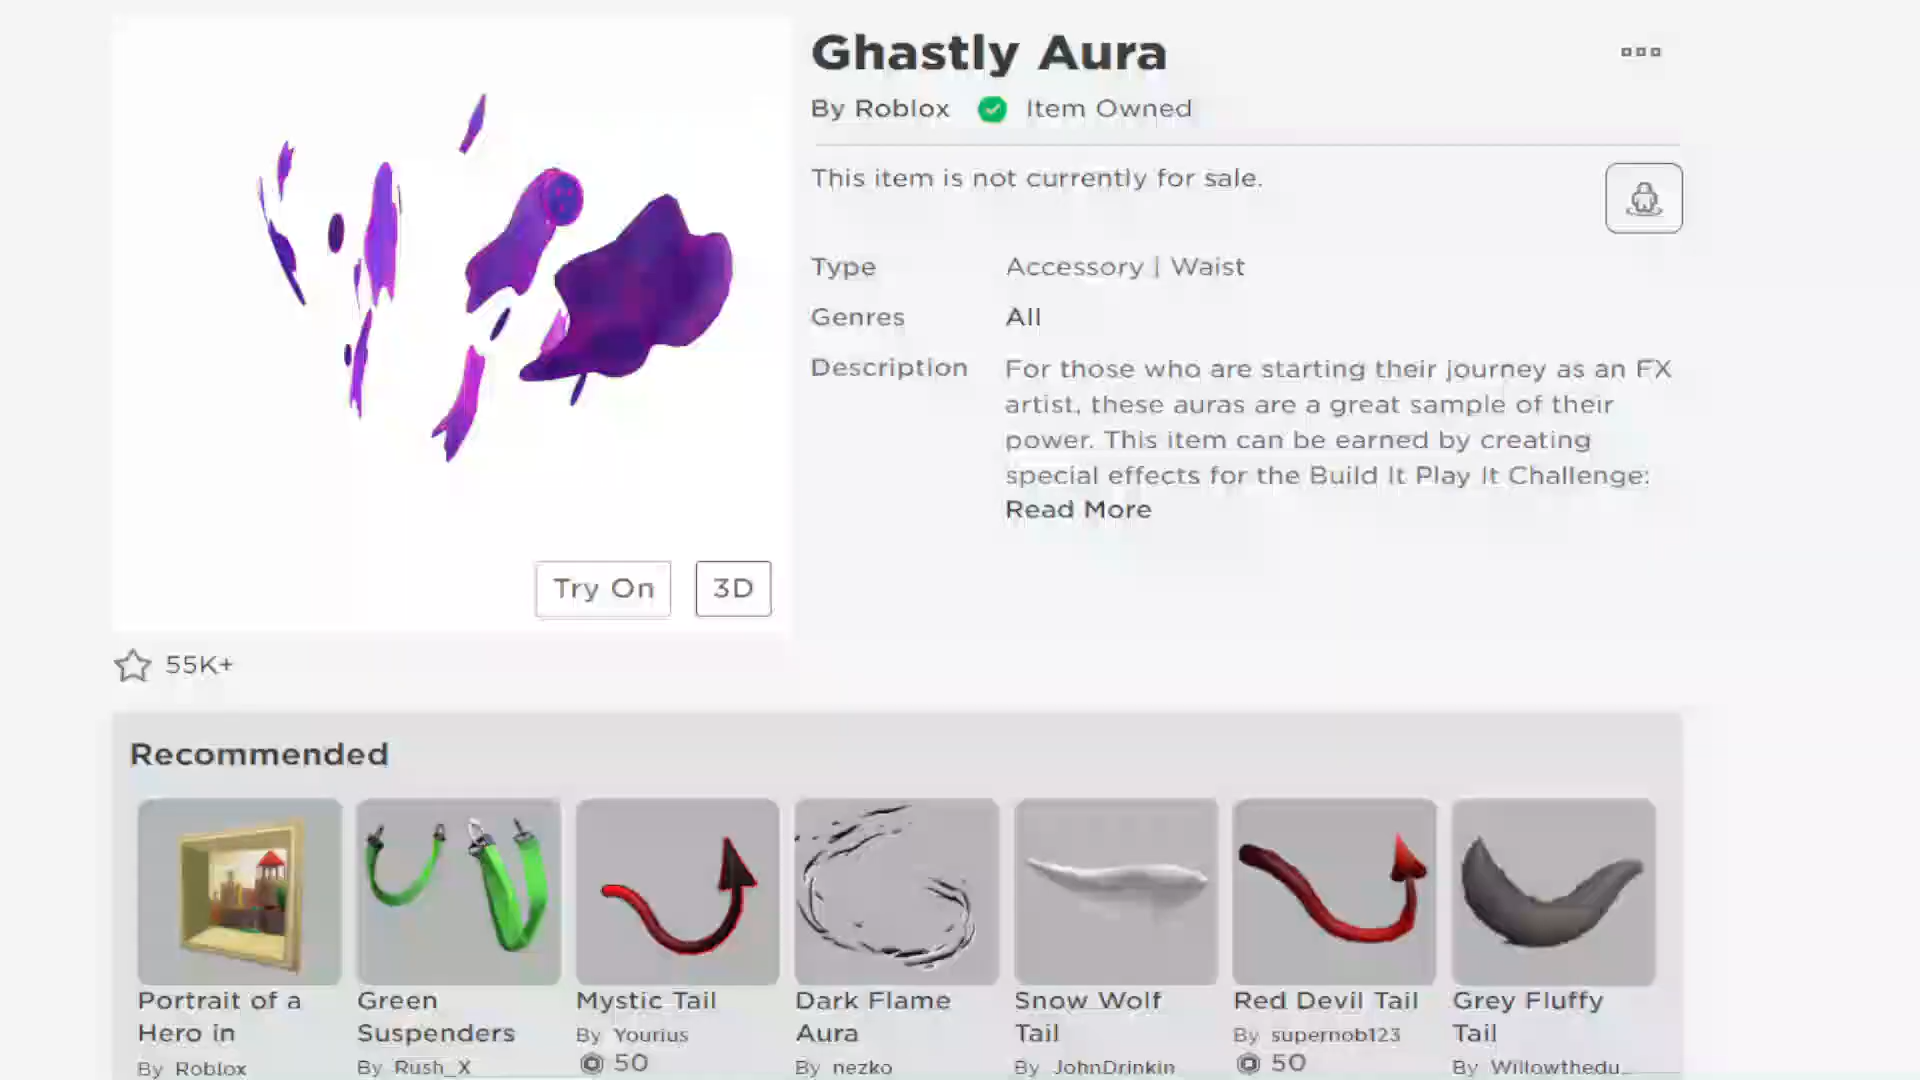 Ghastly Aura
By Roblox Item Owned
This item is not currently for sale.
Type Accessory | Waist
Genres All
Description For those who are starting their journey as an FX
artist, these auras are a great sample of their
power. This item can be earned by creating
special effects for the Build It Play It Challenge:
Read More
Try On 3D
55K+
Recommended
Portrait of a
Hero in
By Roblox
Green
Suspenders
By Rush_X
Mystic Tail
By Yourius
50
Dark Flame
Aura
By nezko
Snow Wolf
Tail
By JohnDrinkin
Red Devil Tail
By supernob123
50
Grey Fluffy
Tail
By Willowthedu